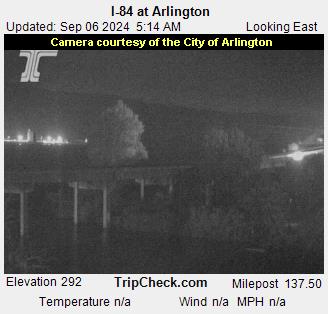 I-84 at Arlington
Updated: Sep 06 2024 5:14 AM Looking East
Camera courtesy of the City of Arlington
Elevation 292 TripCheck.com Milepost 137.50
Temperature n/a Wind n/a MPH n/a